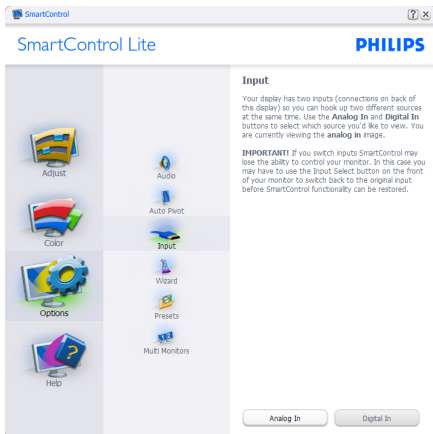 SmartControl
SmartControl Lite
PHILIPS
Adjust
Color
Options
Help
Audio
Auto Pivot
Input
Wizard
Presets
Multi Monitors
Input
Your display has two inputs (connections on back of
this display) so you can hook up two different sources
at the same time. Use the Analog In and Digital In
buttons to select which source you'd like to view. You
are currently viewing the analog in image.
IMPORTANT! If you switch inputs SmartControl may
lose the ability to control your monitor. In this case you
may have to use the Input Select button on the front
of your monitor to switch back to the original input
before SmartControl functionality can be restored.
Analog In
Digital In